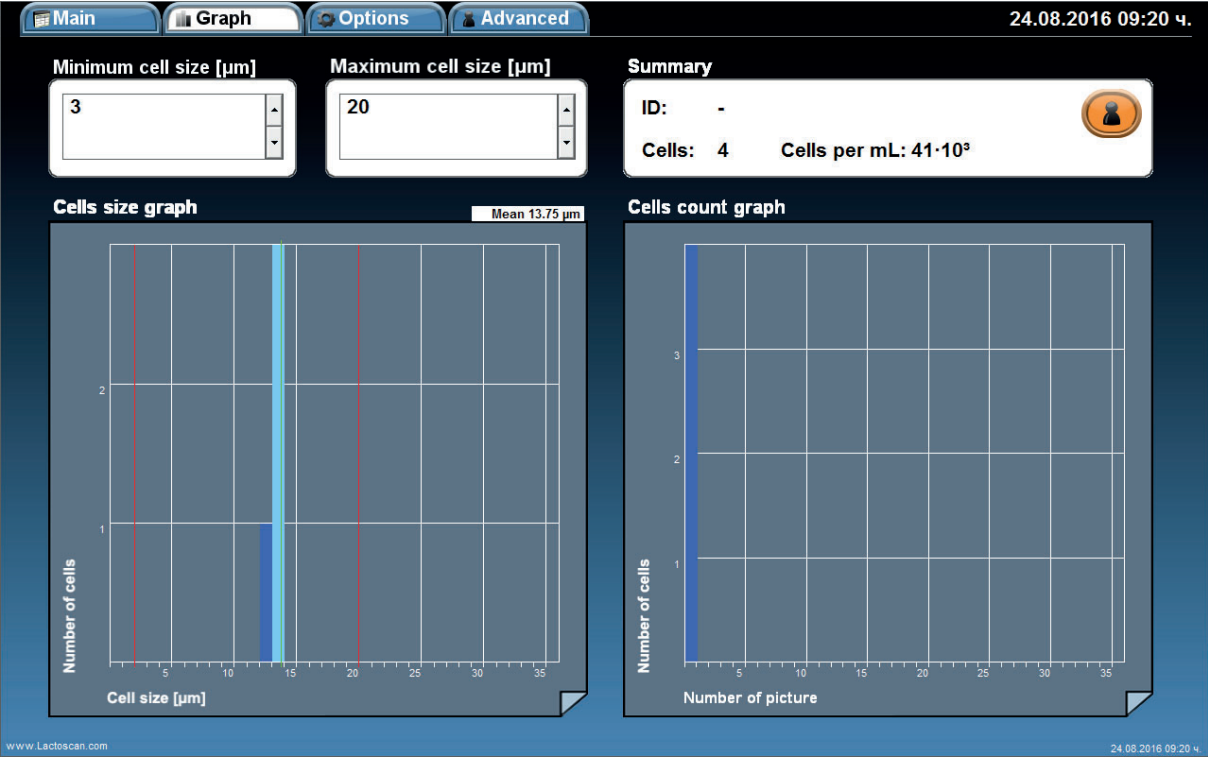 Main
Graph
Options
Advanced
24.08.2016 09:20 ч.
Minimum cell size [µm]
3
Maximum cell size [µm]
20
Summary
ID: -
Cells: 4 Cells per mL: 41·10³
Cells size graph
Mean 13.75 µm
2
1
Number of cells
5 10 15 20 25 30 35
Cell size [µm]
Cells count graph
3
2
1
Number of cells
5 10 15 20 25 30 35
Number of picture
www.Lactoscan.com
24.08.2016 09:20 ч.